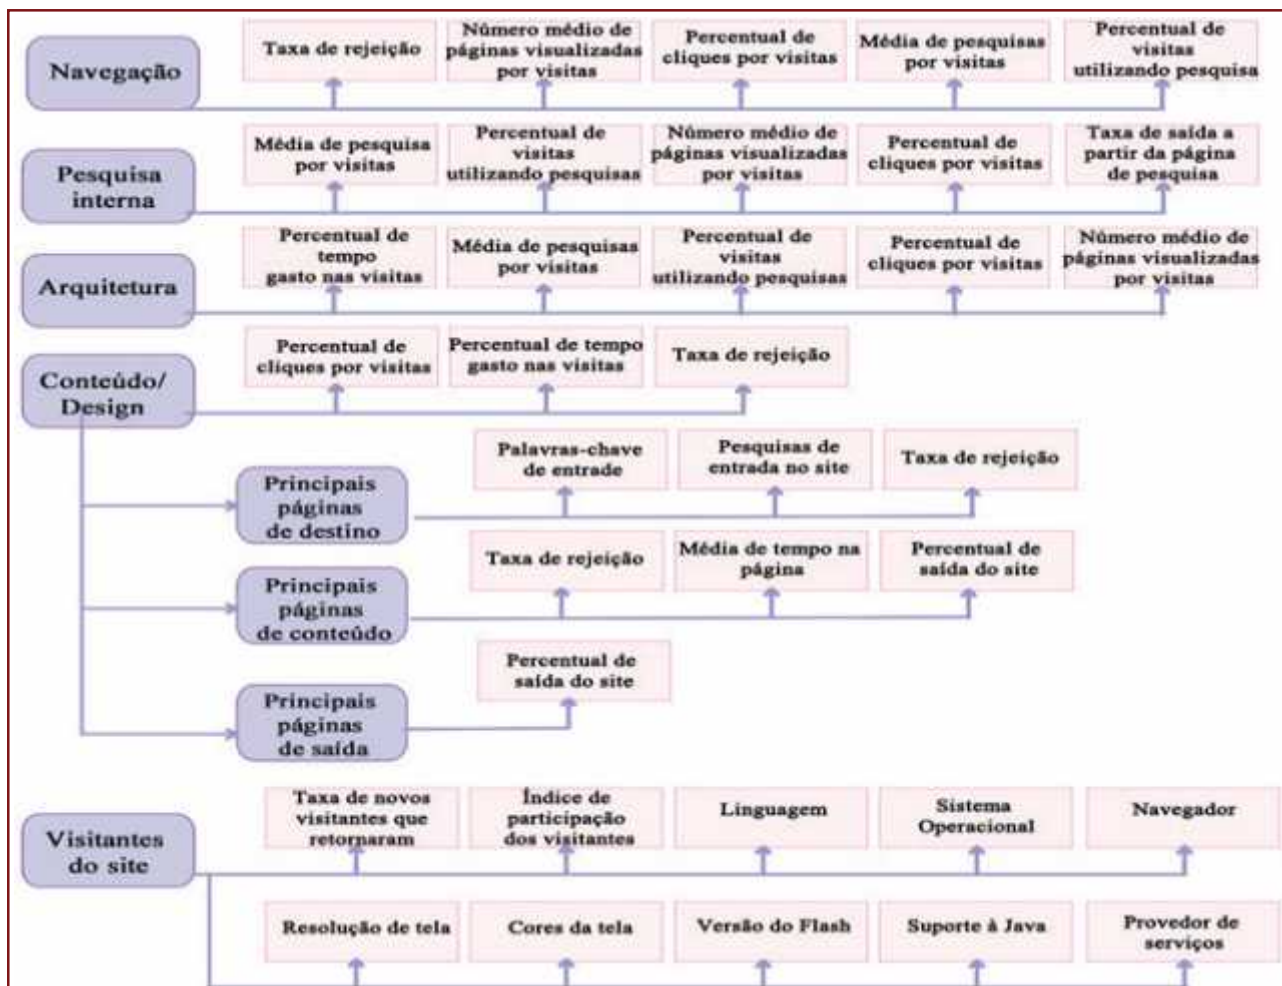 Navegação
Taxa de rejeição
Número médio de
páginas visualizadas
por visitas
Percentual de
cliques por visitas
Média de pesquisas
por visitas
Percentual de
visitas
utilizando pesquisa
Pesquisa
interna
Média de pesquisa
por visitas
Percentual de
visitas
utilizando pesquisas
Número médio de
páginas visualizadas
por visitas
Percentual de
cliques por visitas
Taxa de saída a
partir da página
de pesquisa
Arquitetura
Percentual de
tempo
gasto nas visitas
Média de pesquisas
por visitas
Percentual de
visitas
utilizando pesquisas
Percentual de
cliques por visitas
Número médio de
páginas visualizadas
por visitas
Conteúdo/
Design
Percentual de
cliques por visitas
Percentual de tempo
gasto nas visitas
Taxa de rejeição
Principais
páginas
de destino
Palavras-chave
de entrade
Pesquisas de
entrada no site
Taxa de rejeição
Principais
páginas
de conteúdo
Taxa de rejeição
Média de tempo na
página
Percentual de
saída do site
Principais
páginas
de saída
Percentual de
saída do site
Visitantes
do site
Taxa de novos
visitantes que
retornaram
Índice de
participação
dos visitantes
Linguagem
Sistema
Operacional
Navegador
Resolução de tela
Cores da tela
Versão do Flash
Suporte à Java
Provedor de
serviços